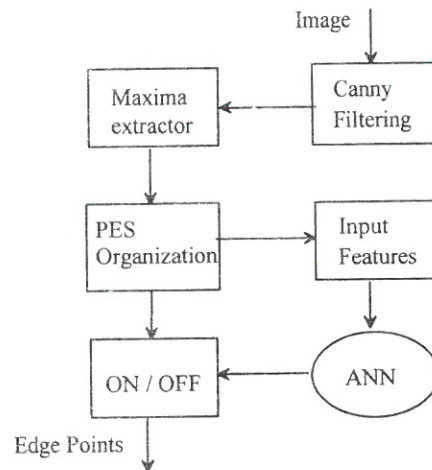 Image
Canny
Filtering
Maxima
extractor
PES
Organization
Input
Features
ON / OFF
ANN
Edge Points